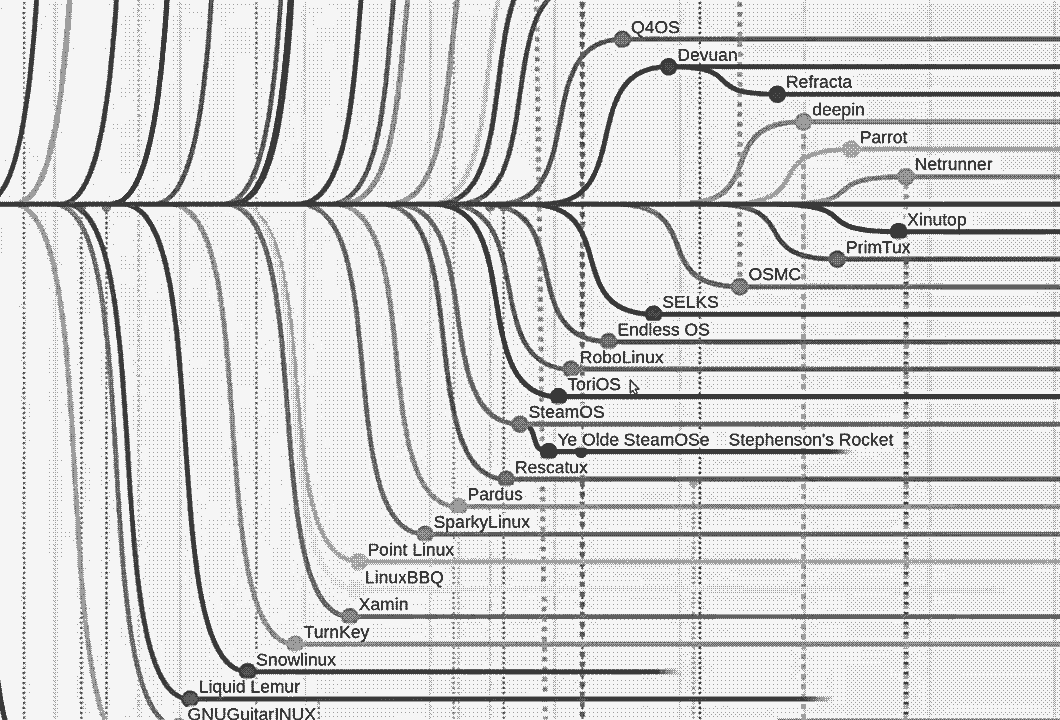 Q4OS
Devuan
Refracta
deepin
Parrot
Netrunner
Xinutop
PrimTux
OSMC
SELKS
Endless OS
RoboLinux
ToriOS
SteamOS
Ye Olde SteamOSe Stephenson's Rocket
Rescatux
Pardus
SparkyLinux
Point Linux
LinuxBBQ
Xamin
TurnKey
Snowlinux
Liquid Lemur
GNUGuitarINUX